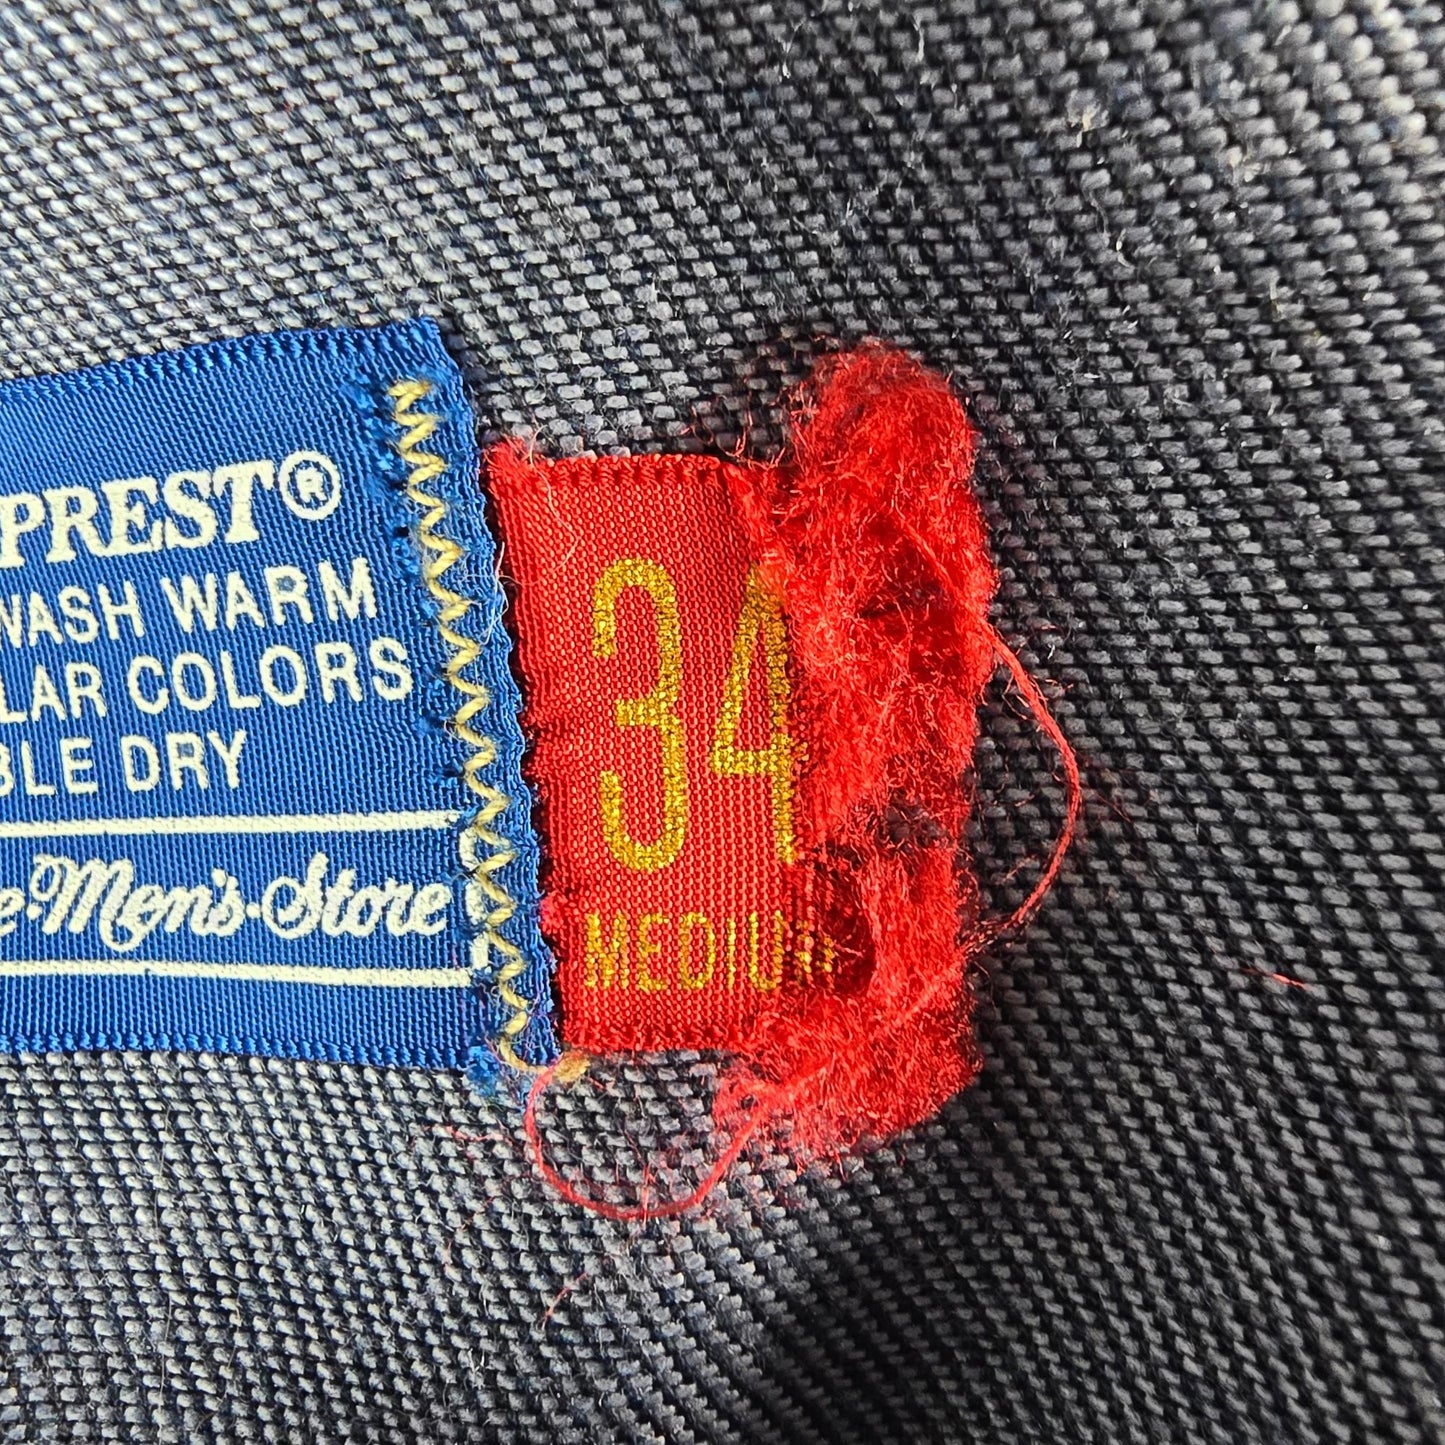 PREST®
WASH WARM
LAR COLORS
BLE DRY
e·Men's·Store
34
MEDIUM